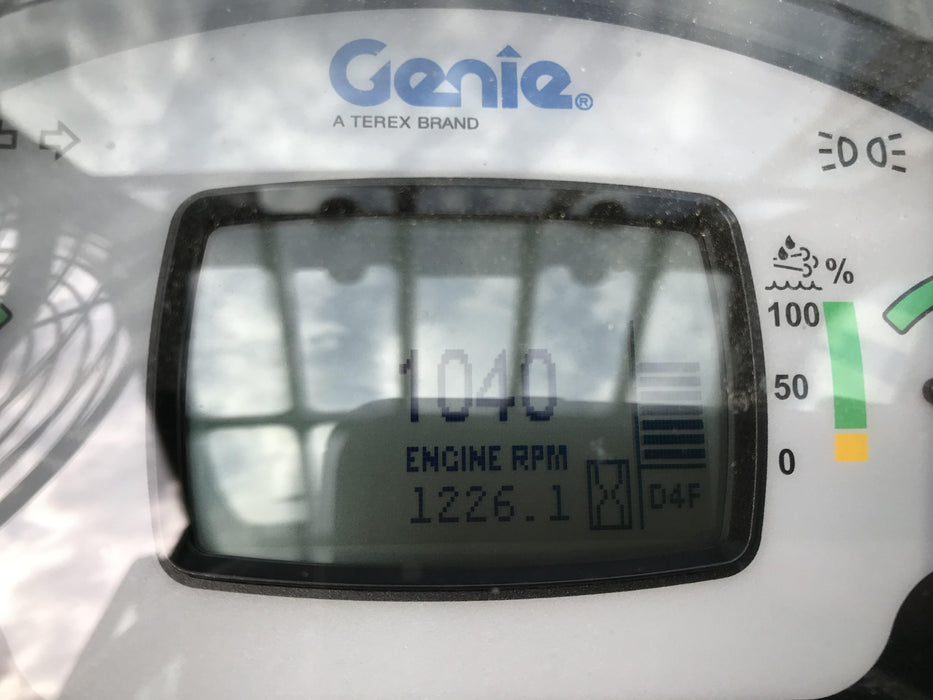 Genie®
A TEREX BRAND
%
100
50
0
1040
ENGINE RPM
1226.1
D4F